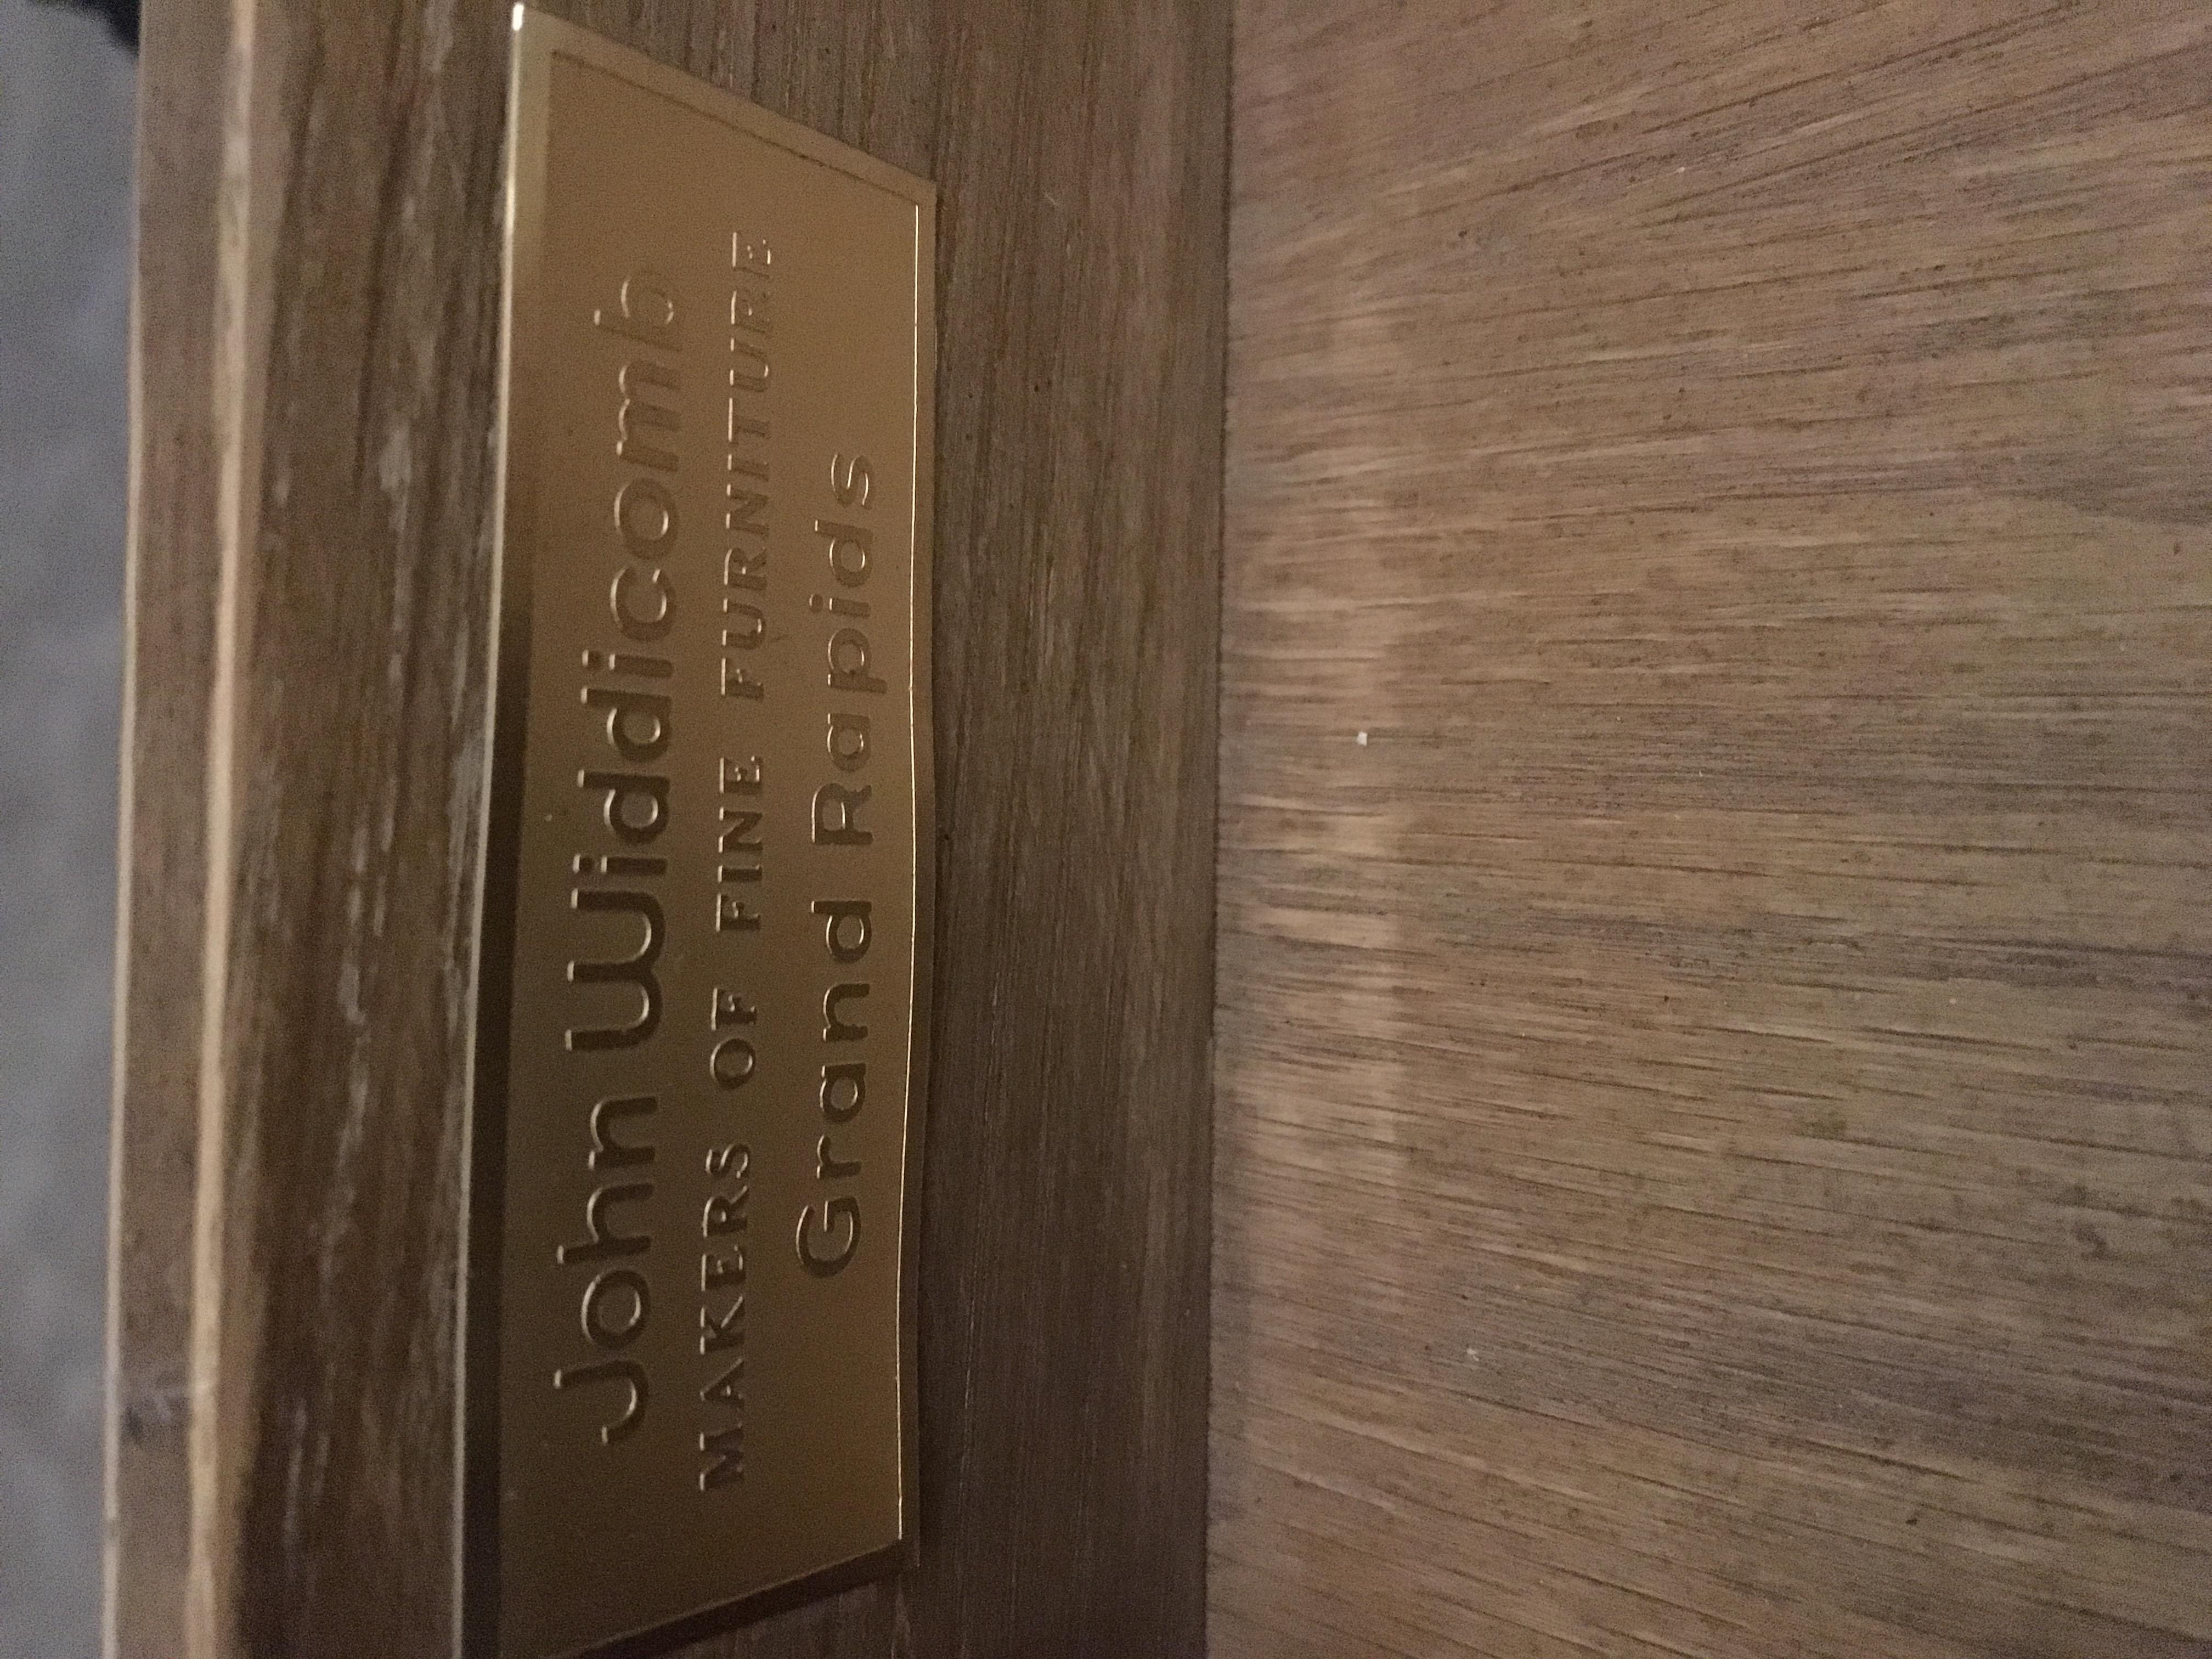 John Widdicomb
MAKERS OF FINE FURNITURE
Grand Rapids